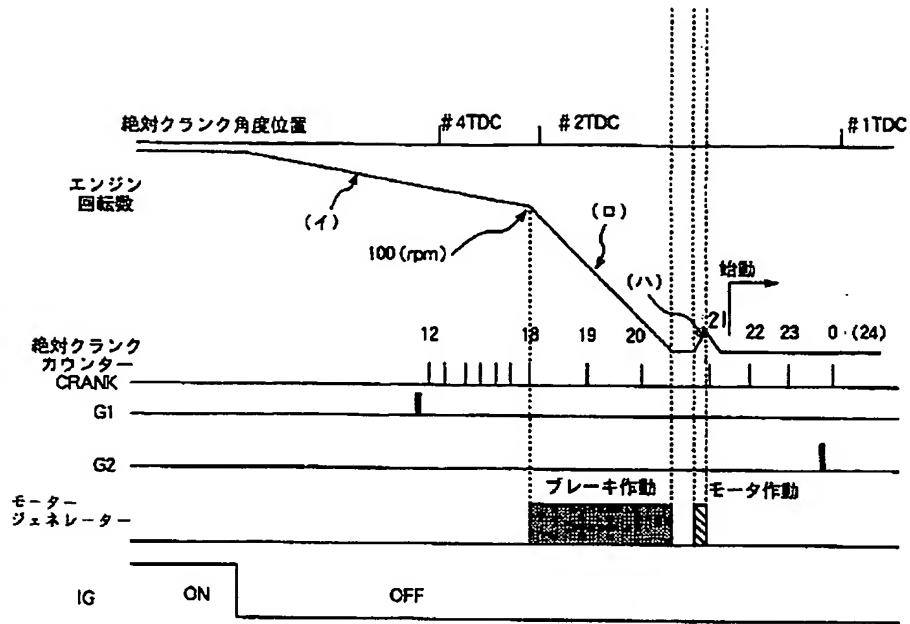 絶対クランク角度位置 #4TDC #2TDC #1TDC
エンジン
回転数
(イ)
100(rpm)
(ロ)
(ハ)
始動
絶対クランク
カウンター
CRANK
12 18 19 20 21 22 23 0・(24)
G1
G2
ブレーキ作動 モータ作動
モーター
ジェネレーター
IG ON OFF